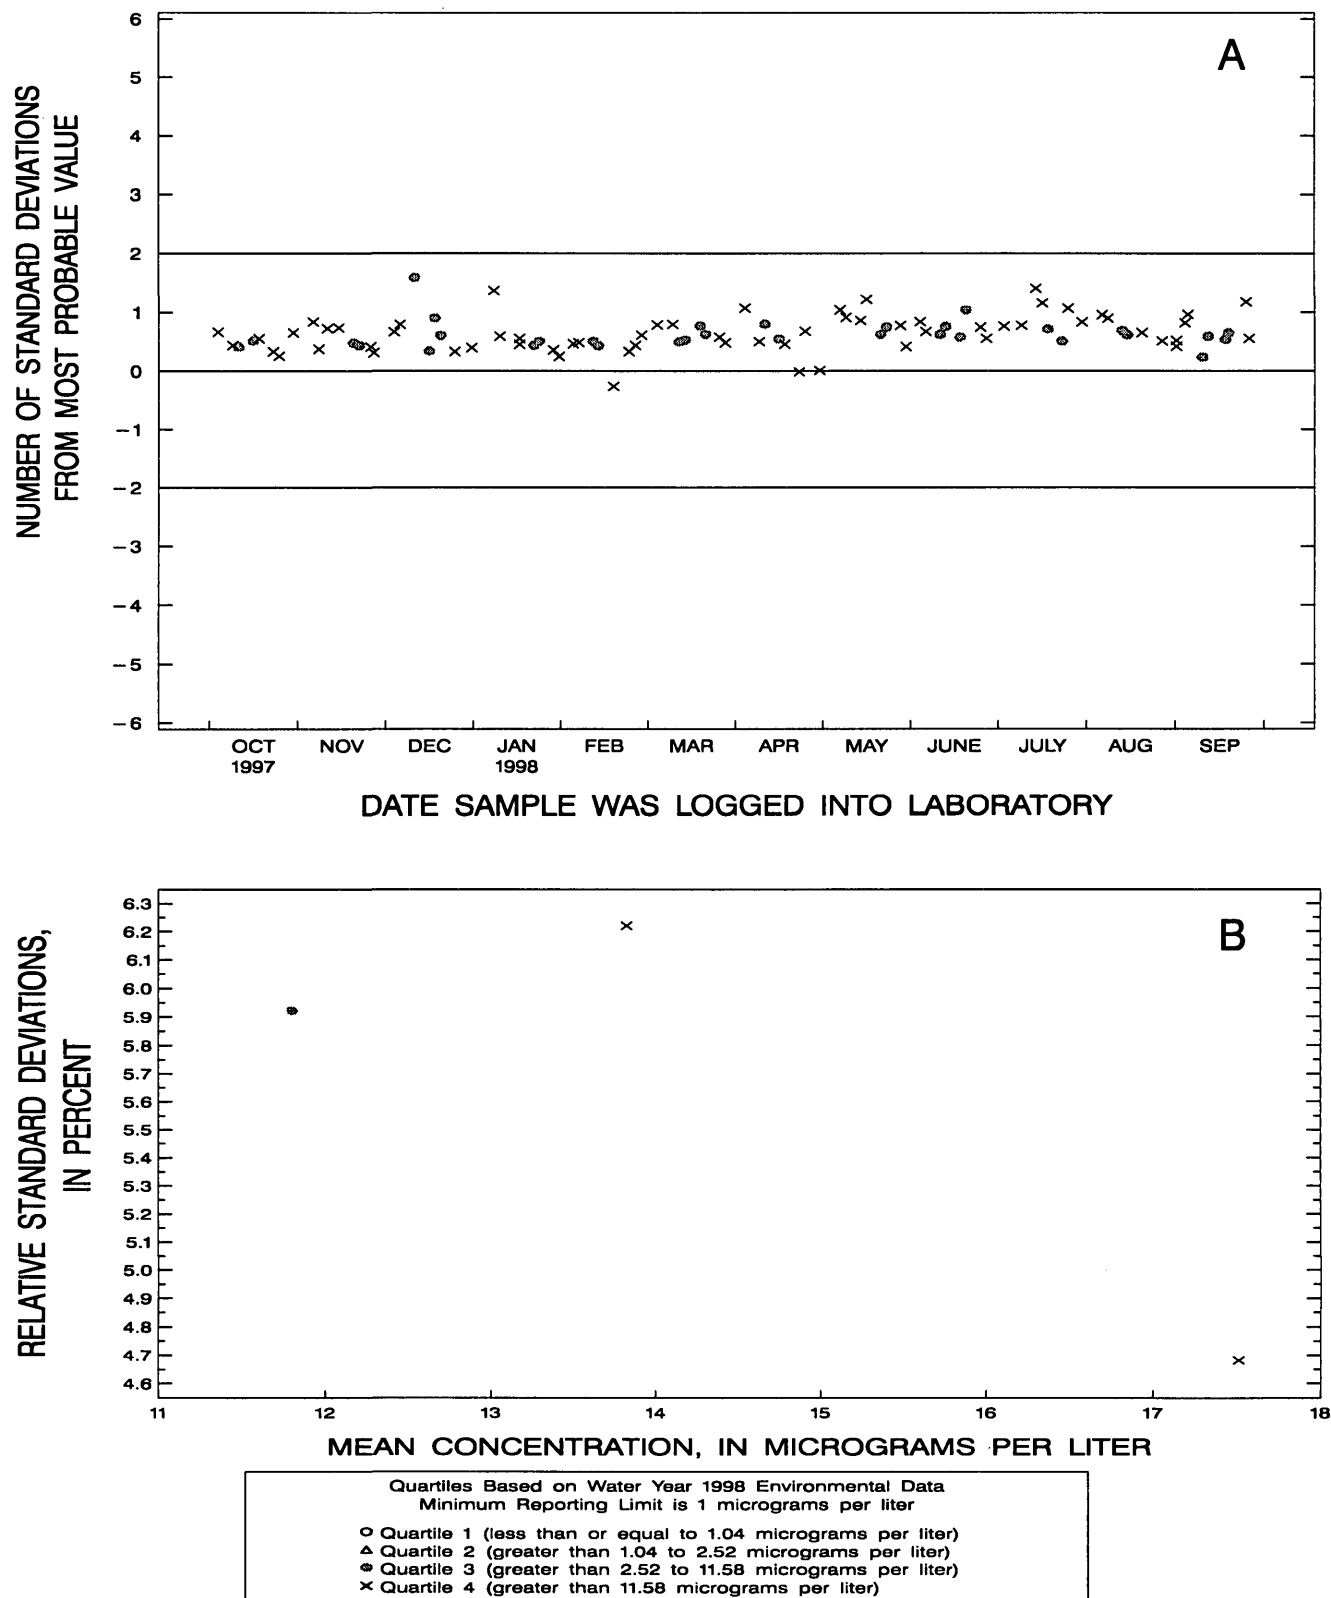 A
NUMBER OF STANDARD DEVIATIONS
FROM MOST PROBABLE VALUE
6
5
4
3
2
1
0
−1
−2
−3
−4
−5
−6
OCT NOV DEC JAN FEB MAR APR MAY JUNE JULY AUG SEP
1997 1998
DATE SAMPLE WAS LOGGED INTO LABORATORY
B
RELATIVE STANDARD DEVIATIONS,
IN PERCENT
6.3
6.2
6.1
6.0
5.9
5.8
5.7
5.6
5.5
5.4
5.3
5.2
5.1
5.0
4.9
4.8
4.7
4.6
11 12 13 14 15 16 17 18
MEAN CONCENTRATION, IN MICROGRAMS PER LITER
Quartiles Based on Water Year 1998 Environmental Data
Minimum Reporting Limit is 1 micrograms per liter
Quartile 1 (less than or equal to 1.04 micrograms per liter)
Quartile 2 (greater than 1.04 to 2.52 micrograms per liter)
Quartile 3 (greater than 2.52 to 11.58 micrograms per liter)
Quartile 4 (greater than 11.58 micrograms per liter)